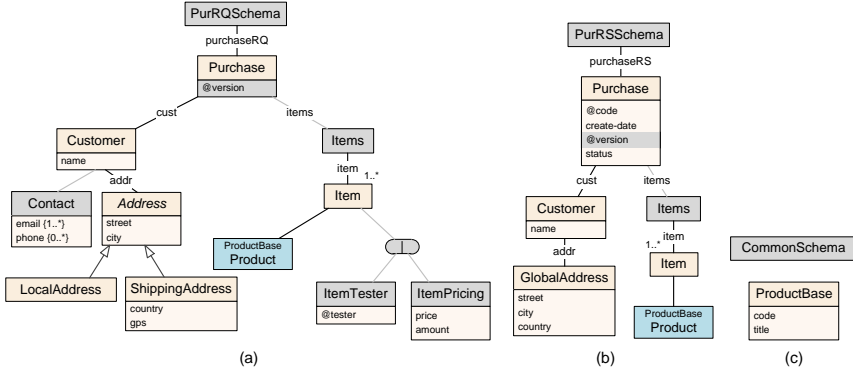 PurRQSchema
purchaseRQ
Purchase
@version
cust
items
Customer
name
Items
item
1..*
addr
Contact
email {1..*}
phone {0..*}
Address
street
city
Item
ProductBase
Product
|
LocalAddress
ShippingAddress
country
gps
ItemTester
@tester
ItemPricing
price
amount
(a)
PurRSSchema
purchaseRS
Purchase
@code
create-date
@version
status
cust
items
Customer
name
Items
item
1..*
addr
Item
GlobalAddress
street
city
country
ProductBase
Product
(b)
CommonSchema
ProductBase
code
title
(c)